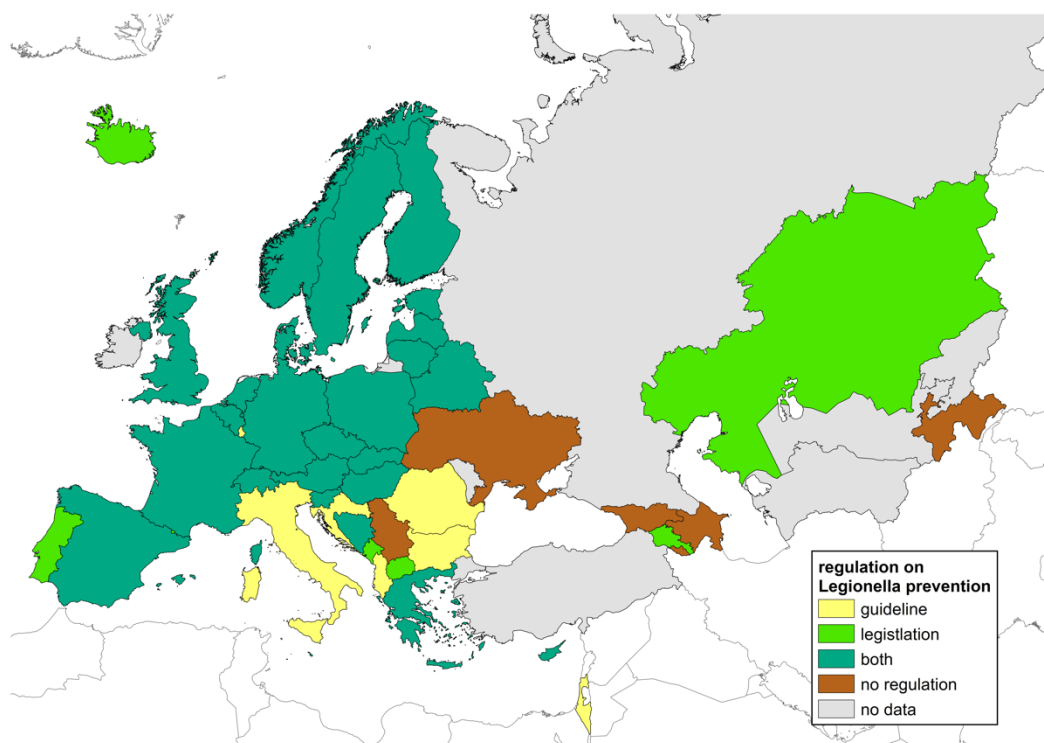 regulation on
Legionella prevention
guideline
legistlation
both
no regulation
no data